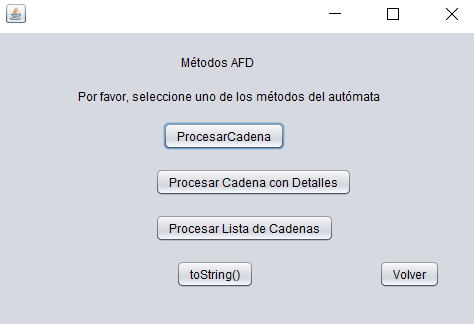 Métodos AFD
Por favor, seleccione uno de los métodos del autómata
ProcesarCadena
Procesar Cadena con Detalles
Procesar Lista de Cadenas
toString() Volver